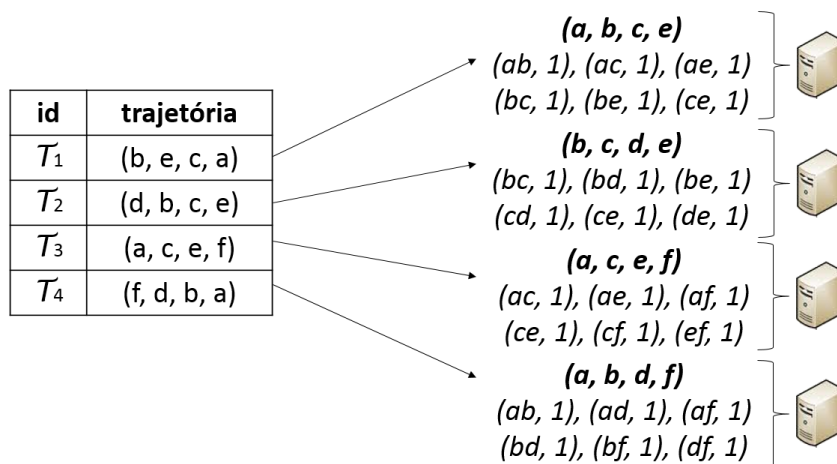 id trajetória
T1 (b, e, c, a)
T2 (d, b, c, e)
T3 (a, c, e, f)
T4 (f, d, b, a)
(a, b, c, e)
(ab, 1), (ac, 1), (ae, 1)
(bc, 1), (be, 1), (ce, 1)
(b, c, d, e)
(bc, 1), (bd, 1), (be, 1)
(cd, 1), (ce, 1), (de, 1)
(a, c, e, f)
(ac, 1), (ae, 1), (af, 1)
(ce, 1), (cf, 1), (ef, 1)
(a, b, d, f)
(ab, 1), (ad, 1), (af, 1)
(bd, 1), (bf, 1), (df, 1)